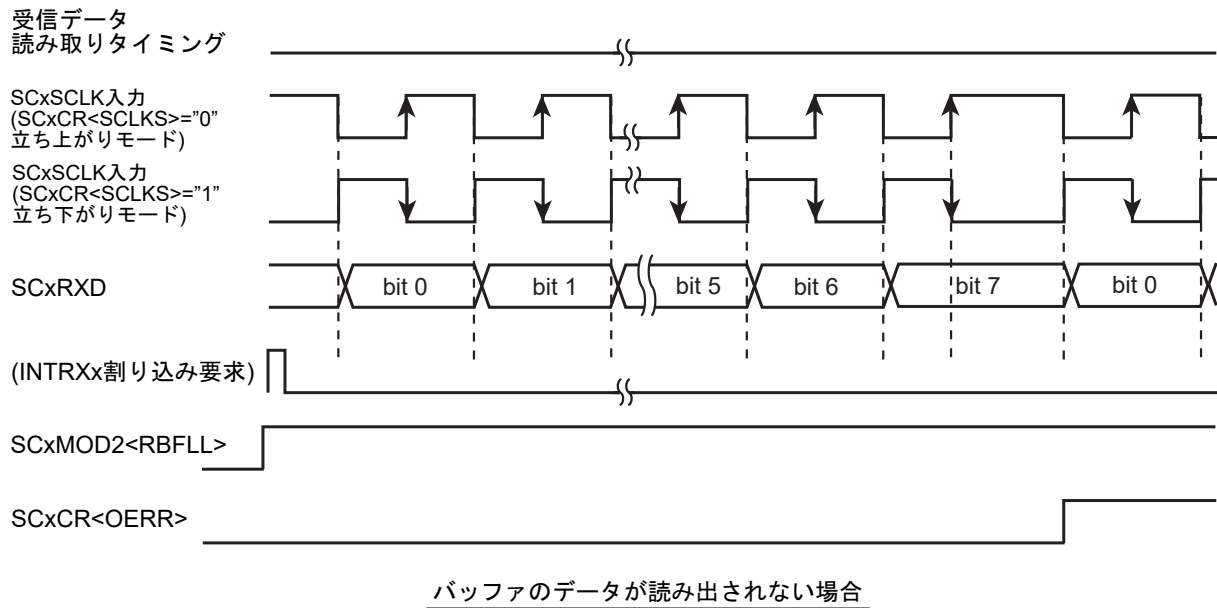 受信データ
読み取りタイミング
SCxSCLK入力
(SCxCR<SCLKS>="0"
立ち上がりモード)
SCxSCLK入力
(SCxCR<SCLKS>="1"
立ち下がりモード)
SCxRXD
bit 0 bit 1 bit 5 bit 6 bit 7 bit 0
(INTRXx割り込み要求)
SCxMOD2<RBFLL>
SCxCR<OERR>
バッファのデータが読み出されない場合